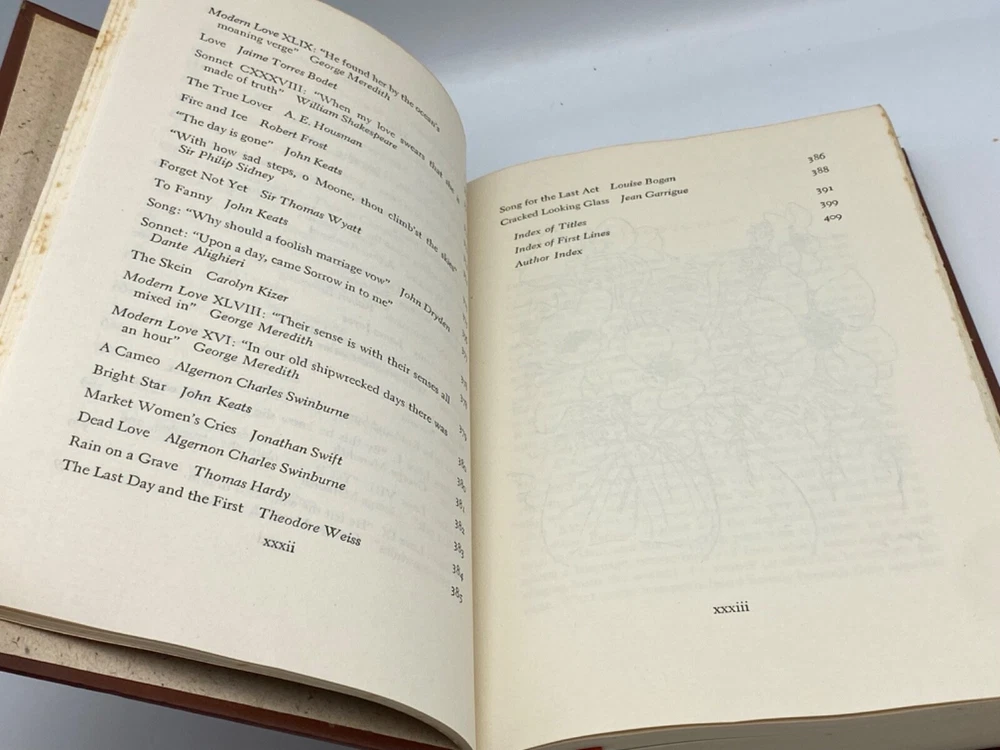 Modern Love XLIX: "He found her by the ocean's
moaning verge" George Meredith
Love Jaime Torres Bodet
Sonnet CXXXVIII: "When my love swears that she is
made of truth" William Shakespeare
The True Lover A. E. Housman
Fire and Ice Robert Frost
"The day is gone" John Keats
"With how sad steps, o Moone, thou climb'st the skies"
Sir Philip Sidney
Forget Not Yet Sir Thomas Wyatt
To Fanny John Keats
Song: "Why should a foolish marriage vow" John Dryden
Sonnet: "Upon a day, came Sorrow in to me"
Dante Alighieri
The Skein Carolyn Kizer
Modern Love XLVIII: "Their sense is with their senses all
mixed in" George Meredith 378
Modern Love XVI: "In our old shipwrecked days there was
an hour" George Meredith 379
A Cameo Algernon Charles Swinburne 380
Bright Star John Keats 380
Market Women's Cries Jonathan Swift 381
Dead Love Algernon Charles Swinburne 382
Rain on a Grave Thomas Hardy 383
The Last Day and the First Theodore Weiss 384
385
xxxii
Song for the Last Act Louise Bogan 386
Cracked Looking Glass Jean Garrigue 388
Index of Titles 391
Index of First Lines 399
Author Index 409
xxxiii